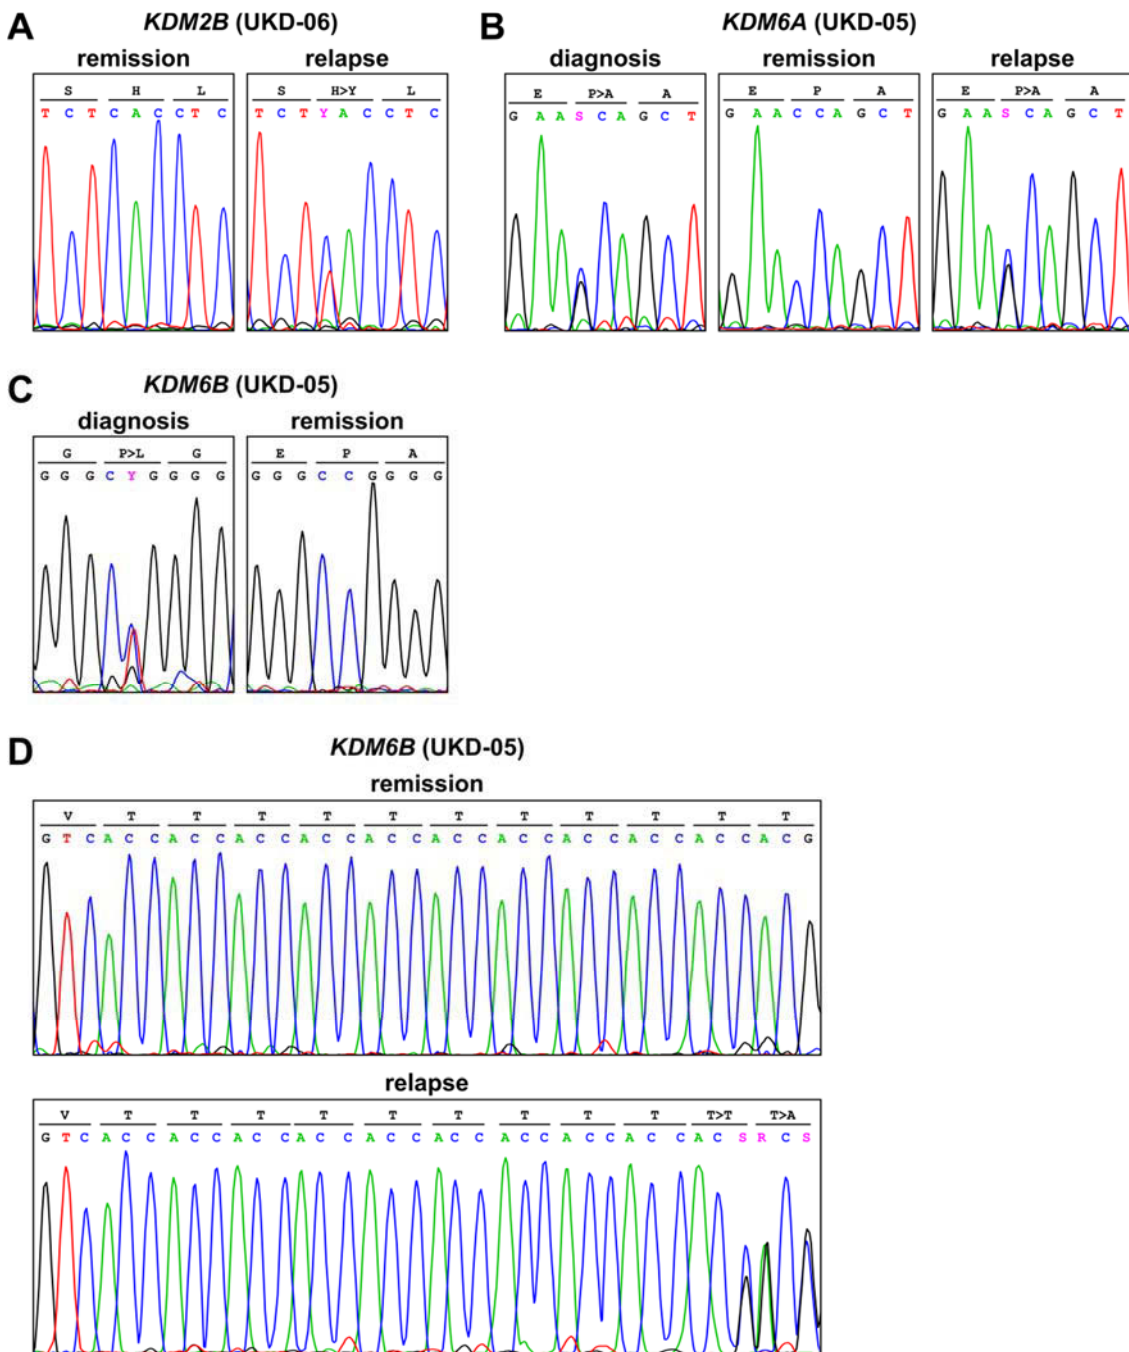 A
KDM2B (UKD-06)
remission
S H L
T C T C A C C T C
relapse
S H>Y L
T C T Y A C C T C
B
KDM6A (UKD-05)
diagnosis
E P>A A
G A A S C A G C T
remission
E P A
G A A C C A G C T
relapse
E P>A A
G A A S C A G C T
C
KDM6B (UKD-05)
diagnosis
G P>L G
G G G C Y G G G G
remission
E P A
G G G C C G G G G
D
KDM6B (UKD-05)
remission
V T T T T T T T T T T T
G T C A C C A C C A C C A C C A C C A C C A C C A C C A C C A C C A C G
relapse
V T T T T T T T T T T>T T>A
G T C A C C A C C A C C A C C A C C A C C A C C A C C A C C A C S R C S